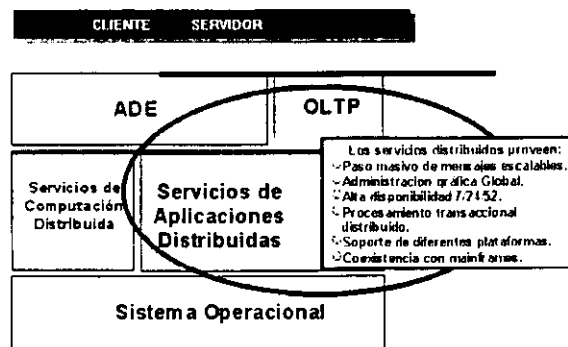 CLIENTE SERVIDOR
ADE
OLTP
Los servicios distribuidos proveen:
Paso masivo de mensajes escalables.
Administracion gráfica Global.
Alta disponibilidad 7/24/52.
Procesamiento transaccional
distribuido.
Soporte de diferentes plataformas.
Coexistencia con mainframes.
Servicios de
Computación
Distribuida
Servicios de
Aplicaciones
Distribuidas
Sistema Operacional